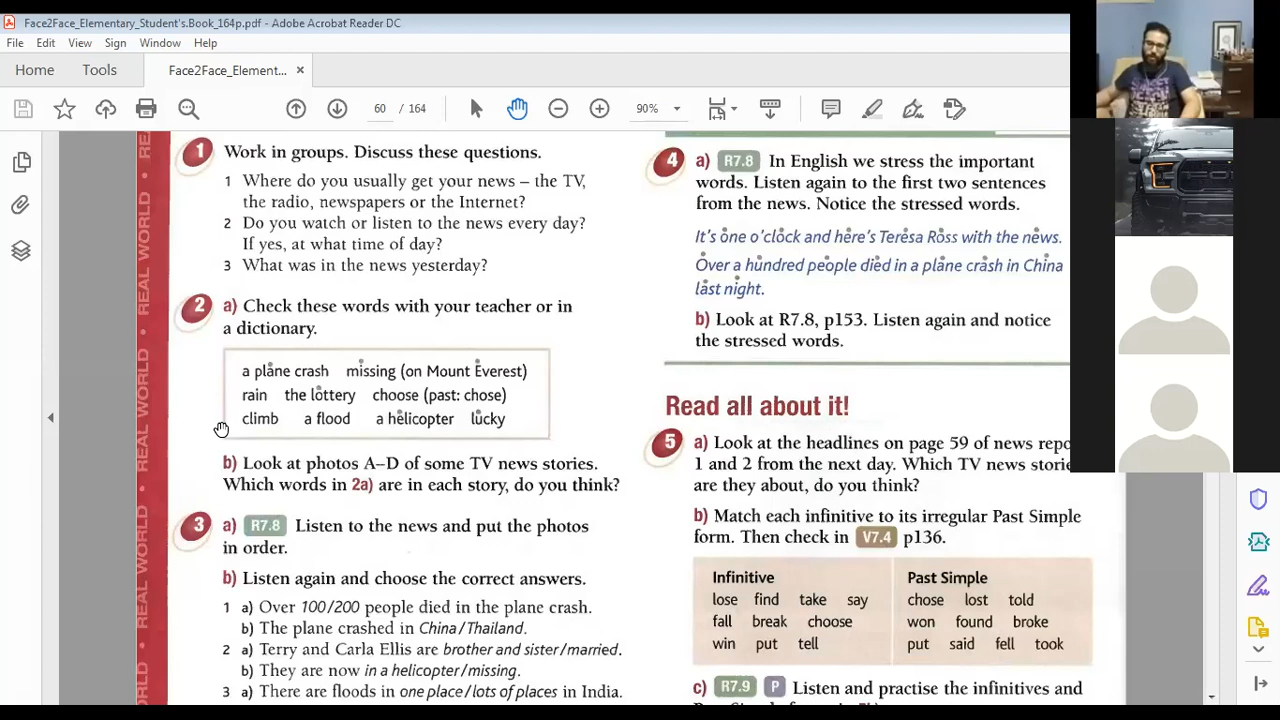 Face2Face_Elementary_Student's.Book_164p.pdf - Adobe Acrobat Reader DC
File Edit View Sign Window Help
Home Tools Face2Face_Element... ×
60 / 164 90%
REAL WORLD • REAL WORLD • REAL WORLD • REAL
1 Work in groups. Discuss these questions.
1 Where do you usually get your news – the TV,
the radio, newspapers or the Internet?
2 Do you watch or listen to the news every day?
If yes, at what time of day?
3 What was in the news yesterday?
2 a) Check these words with your teacher or in
a dictionary.
a plane crash missing (on Mount Everest)
rain the lottery choose (past: chose)
climb a flood a helicopter lucky
b) Look at photos A–D of some TV news stories.
Which words in 2a) are in each story, do you think?
3 a) R7.8 Listen to the news and put the photos
in order.
b) Listen again and choose the correct answers.
1 a) Over 100/200 people died in the plane crash.
b) The plane crashed in China/Thailand.
2 a) Terry and Carla Ellis are brother and sister/married.
b) They are now in a helicopter/missing.
3 a) There are floods in one place/lots of places in India.
4 a) R7.8 In English we stress the important
words. Listen again to the first two sentences
from the news. Notice the stressed words.
It's one o'clock and here's Teresa Ross with the news.
Over a hundred people died in a plane crash in China
last night.
b) Look at R7.8, p153. Listen again and notice
the stressed words.
Read all about it!
5 a) Look at the headlines on page 59 of news repo
1 and 2 from the next day. Which TV news storie
are they about, do you think?
b) Match each infinitive to its irregular Past Simple
form. Then check in V7.4 p136.
Infinitive Past Simple
lose find take say chose lost told
fall break choose won found broke
win put tell put said fell took
c) R7.9 P Listen and practise the infinitives and